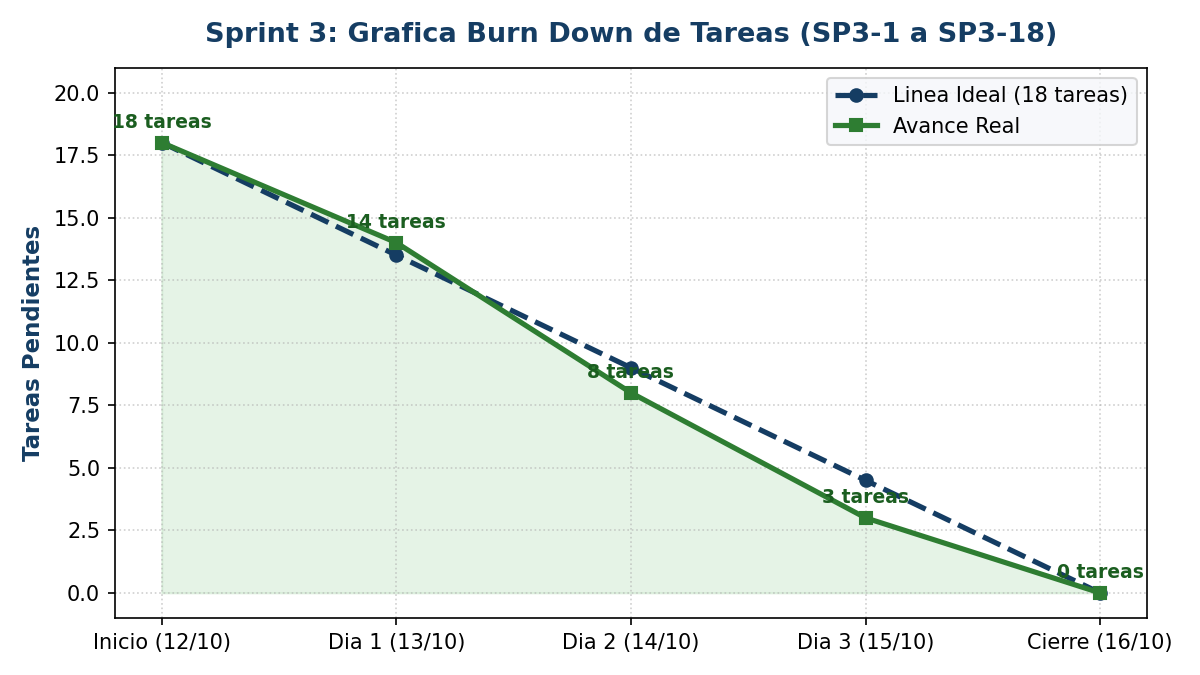 Sprint 3: Grafica Burn Down de Tareas (SP3-1 a SP3-18)
Linea Ideal (18 tareas)
Avance Real
Tareas Pendientes
20.0
17.5
15.0
12.5
10.0
7.5
5.0
2.5
0.0
18 tareas
14 tareas
8 tareas
3 tareas
0 tareas
Inicio (12/10)
Dia 1 (13/10)
Dia 2 (14/10)
Dia 3 (15/10)
Cierre (16/10)